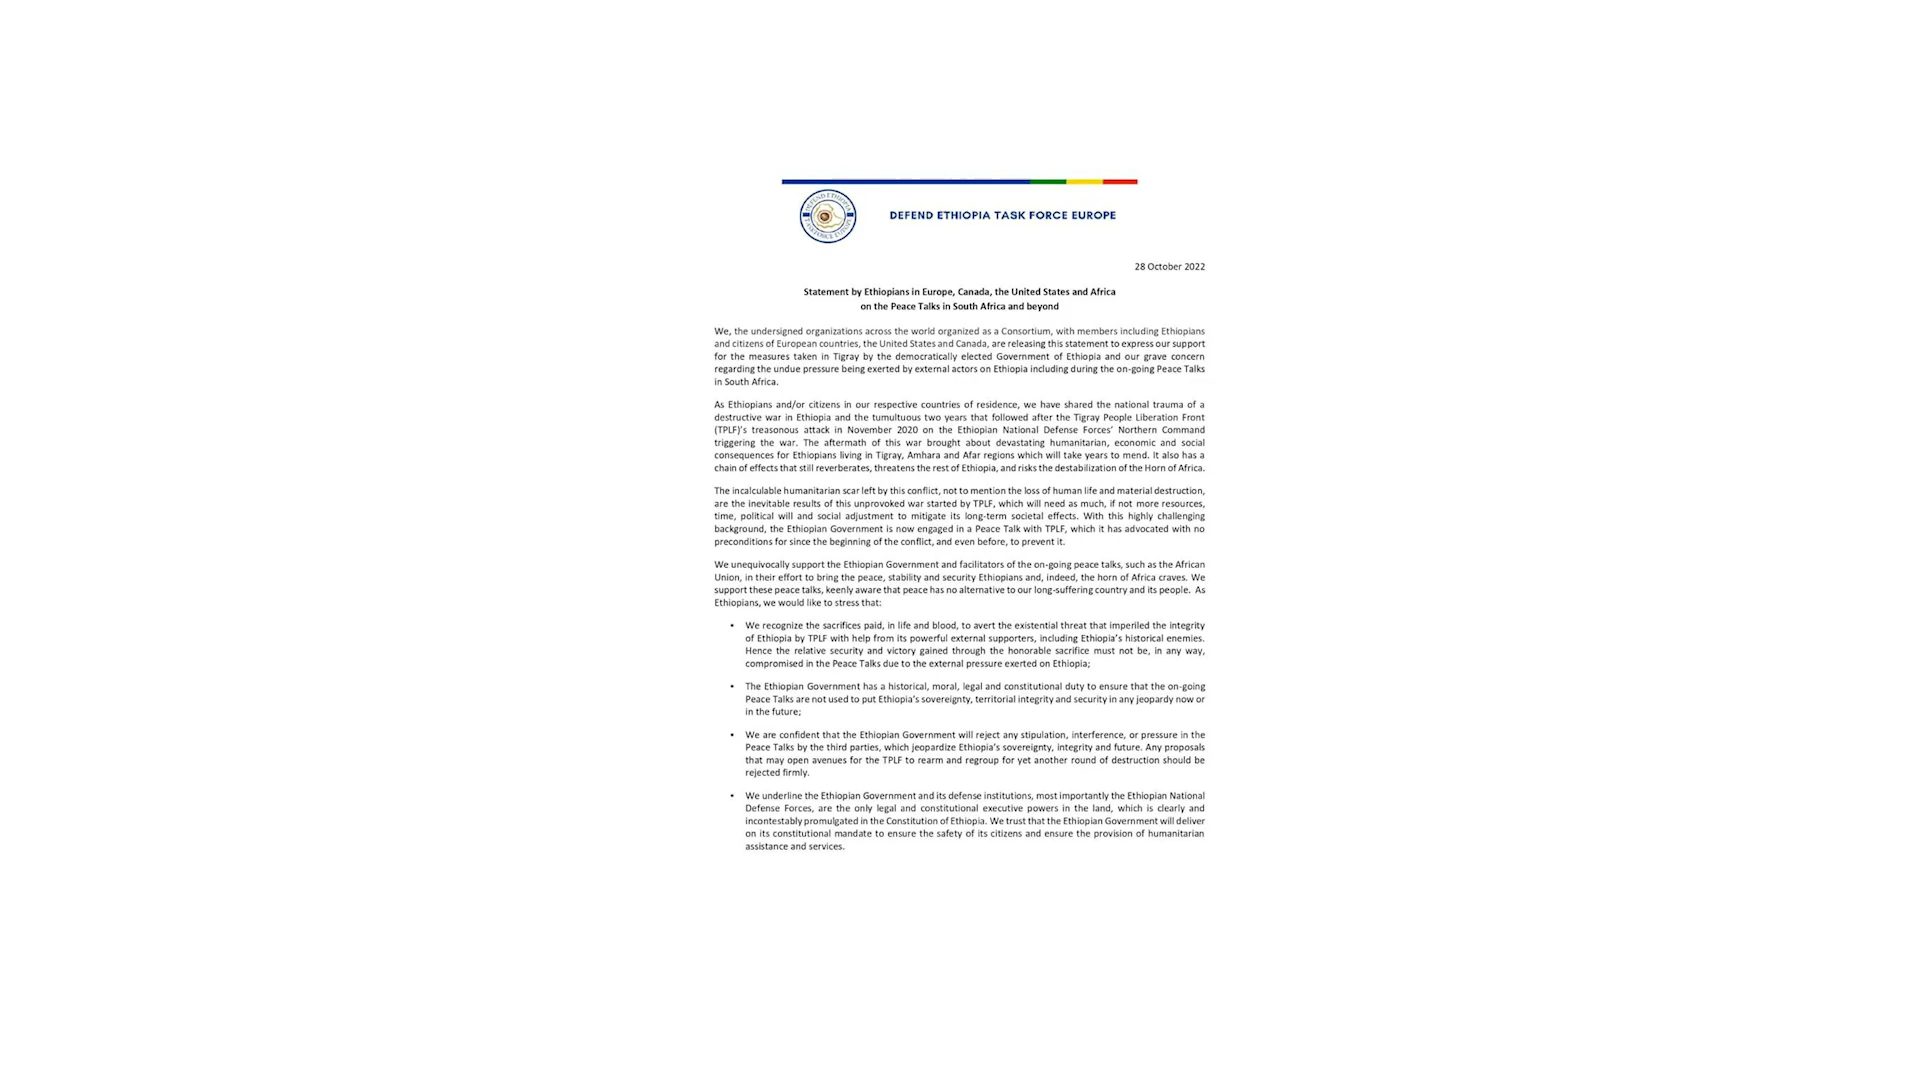 DEFEND ETHIOPIA
TASKFORCE EUROPE
DEFEND ETHIOPIA TASK FORCE EUROPE
28 October 2022
Statement by Ethiopians in Europe, Canada, the United States and Africa
on the Peace Talks in South Africa and beyond
We, the undersigned organizations across the world organized as a Consortium, with members including Ethiopians
and citizens of European countries, the United States and Canada, are releasing this statement to express our support
for the measures taken in Tigray by the democratically elected Government of Ethiopia and our grave concern
regarding the undue pressure being exerted by external actors on Ethiopia including during the on-going Peace Talks
in South Africa.
As Ethiopians and/or citizens in our respective countries of residence, we have shared the national trauma of a
destructive war in Ethiopia and the tumultuous two years that followed after the Tigray People Liberation Front
(TPLF)'s treasonous attack in November 2020 on the Ethiopian National Defense Forces' Northern Command
triggering the war. The aftermath of this war brought about devastating humanitarian, economic and social
consequences for Ethiopians living in Tigray, Amhara and Afar regions which will take years to mend. It also has a
chain of effects that still reverberates, threatens the rest of Ethiopia, and risks the destabilization of the Horn of Africa.
The incalculable humanitarian scar left by this conflict, not to mention the loss of human life and material destruction,
are the inevitable results of this unprovoked war started by TPLF, which will need as much, if not more resources,
time, political will and social adjustment to mitigate its long-term societal effects. With this highly challenging
background, the Ethiopian Government is now engaged in a Peace Talk with TPLF, which it has advocated with no
preconditions for since the beginning of the conflict, and even before, to prevent it.
We unequivocally support the Ethiopian Government and facilitators of the on-going peace talks, such as the African
Union, in their effort to bring the peace, stability and security Ethiopians and, indeed, the horn of Africa craves. We
support these peace talks, keenly aware that peace has no alternative to our long-suffering country and its people. As
Ethiopians, we would like to stress that:
• We recognize the sacrifices paid, in life and blood, to avert the existential threat that imperiled the integrity
of Ethiopia by TPLF with help from its powerful external supporters, including Ethiopia's historical enemies.
Hence the relative security and victory gained through the honorable sacrifice must not be, in any way,
compromised in the Peace Talks due to the external pressure exerted on Ethiopia;
• The Ethiopian Government has a historical, moral, legal and constitutional duty to ensure that the on-going
Peace Talks are not used to put Ethiopia's sovereignty, territorial integrity and security in any jeopardy now or
in the future;
• We are confident that the Ethiopian Government will reject any stipulation, interference, or pressure in the
Peace Talks by the third parties, which jeopardize Ethiopia's sovereignty, integrity and future. Any proposals
that may open avenues for the TPLF to rearm and regroup for yet another round of destruction should be
rejected firmly.
• We underline the Ethiopian Government and its defense institutions, most importantly the Ethiopian National
Defense Forces, are the only legal and constitutional executive powers in the land, which is clearly and
incontestably promulgated in the Constitution of Ethiopia. We trust that the Ethiopian Government will deliver
on its constitutional mandate to ensure the safety of its citizens and ensure the provision of humanitarian
assistance and services.